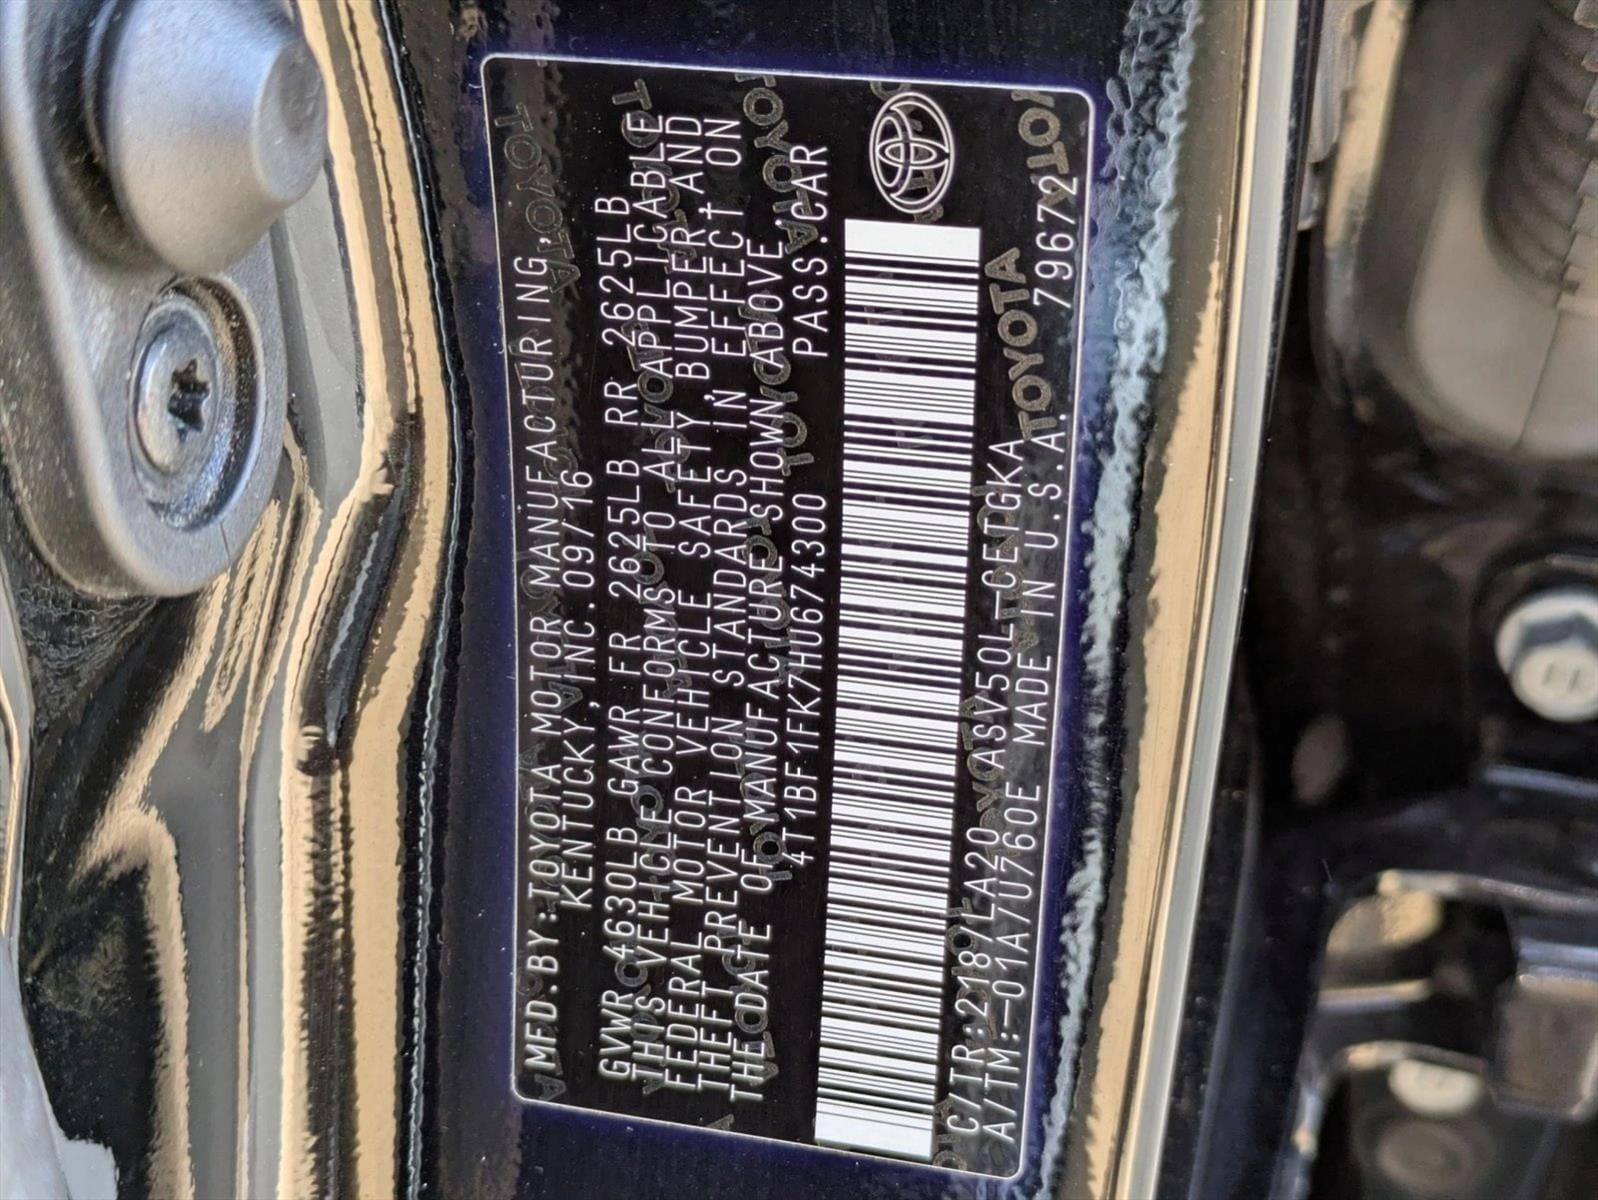 MFD.BY:TOYOTA MOTOR MANUFACTURING,
KENTUCKY,INC.09/16
GVWR 4630LB GAWR FR 2625LB RR 2625LB
THIS VEHICLE CONFORMS TO ALL APPLICABLE
FEDERAL MOTOR VEHICLE SAFETY, BUMPER, AND
THEFT PREVENTION STANDARDS IN EFFECT ON
THE DATE OF MANUFACTURE SHOWN ABOVE
4T1BF1FK7HU674300 PASS.CAR
C/TR:218/LA20 ASV50L-CETGKA
A/TM:-01A/U760E MADE IN U.S.A. 79672
TOYOTA